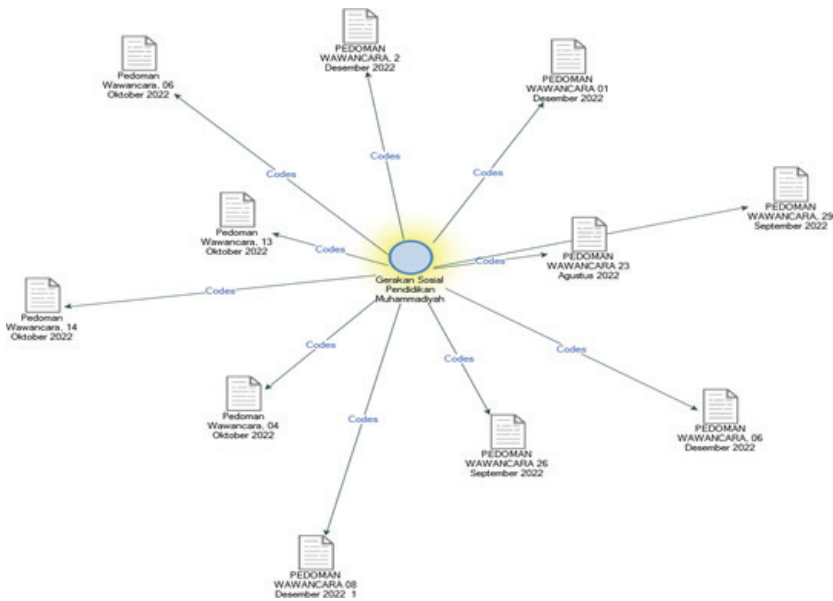 PEDOMAN
WAWANCARA. 2
Desember 2022
Pedoman
Wawancara. 06
Oktober 2022
PEDOMAN
WAWANCARA 01
Desember 2022
Codes
Codes
Codes
PEDOMAN
WAWANCARA. 29
September 2022
Pedoman
Wawancara. 13
Oktober 2022
Codes
PEDOMAN
WAWANCARA 23
Agustus 2022
Codes
Gerakan Sosial
Pendidikan
Muhammadiyah
Codes
Pedoman
Wawancara. 14
Oktober 2022
Codes
Codes
Codes
Pedoman
Wawancara. 04
Oktober 2022
Codes
PEDOMAN
WAWANCARA. 06
Desember 2022
PEDOMAN
WAWANCARA 26
September 2022
PEDOMAN
WAWANCARA 08
Desember 2022_1